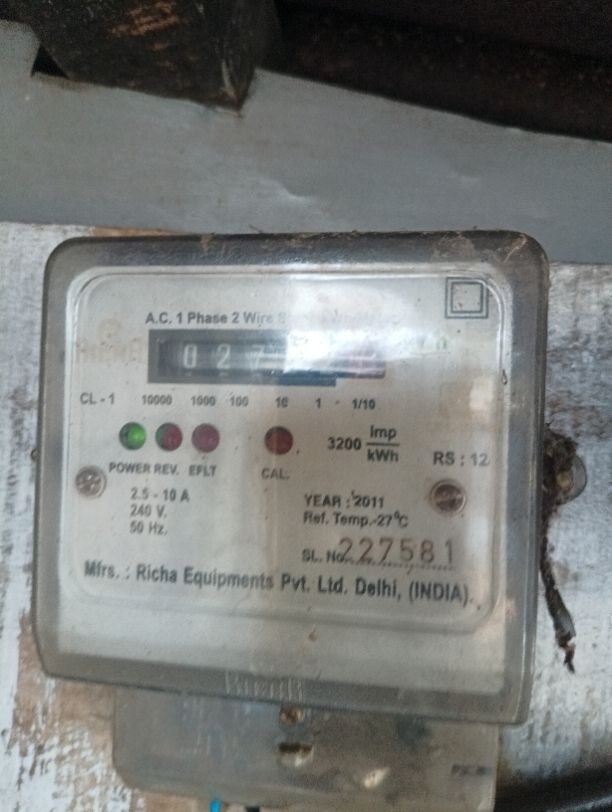 A.C. 1 Phase 2 Wire
0 2 7
CL - 1 10000 1000 100 10 1 - 1/10
3200 Imp/kWh
RS : 12
POWER REV. EFLT CAL.
2.5 - 10 A
240 V.
50 Hz.
YEAR : 2011
Ref. Temp.-27°C
SL. No. 227581
Mfrs. : Richa Equipments Pvt. Ltd. Delhi, (INDIA).